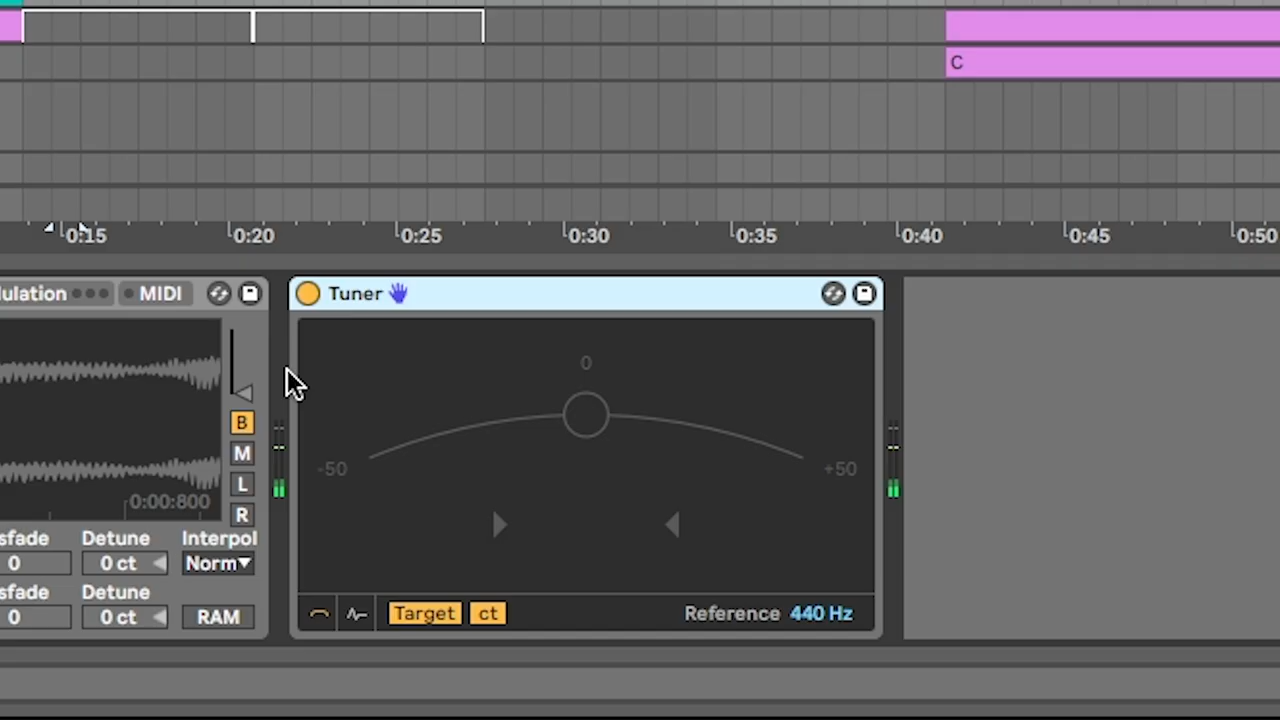 C
0:15 0:20 0:25 0:30 0:35 0:40 0:45 0:50
ulation MIDI Tuner
0
-50 +50
B
M
L
0:00:800
R
sfade Detune Interpol
0 0 ct Norm
sfade Detune
0 0 ct RAM
Target ct Reference 440 Hz